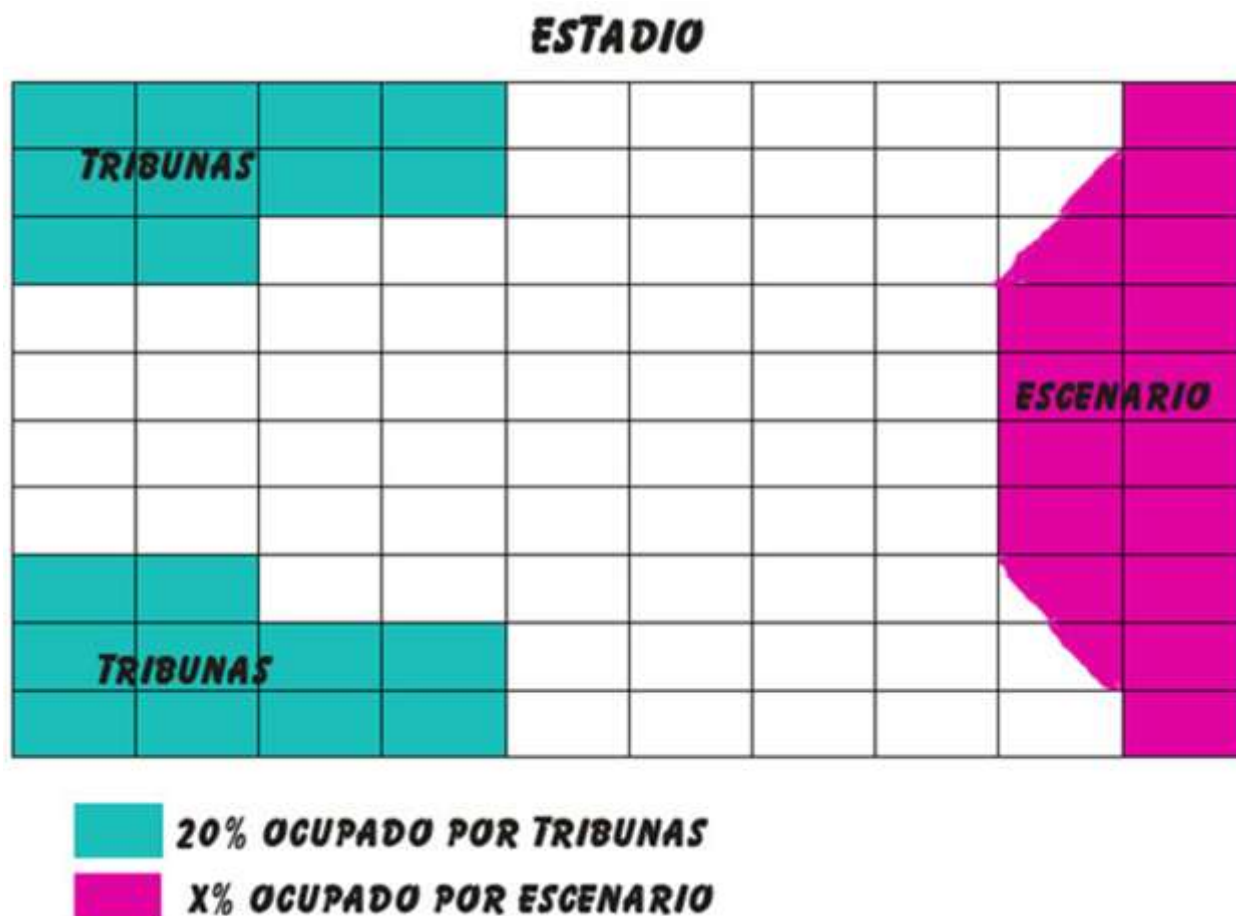 ESTADIO
TRIBUNAS
ESCENARIO
TRIBUNAS
20% OCUPADO POR TRIBUNAS
X% OCUPADO POR ESCENARIO